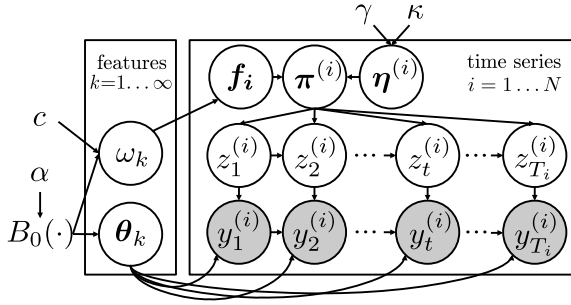 γ κ
features
k=1...∞
time series
i = 1 ... N
f_i π^(i) η^(i)
c
ω_k
z_1^(i) z_2^(i) ... z_t^(i) ... z_{T_i}^(i)
α
B_0(·)
θ_k
y_1^(i) y_2^(i) ... y_t^(i) ... y_{T_i}^(i)